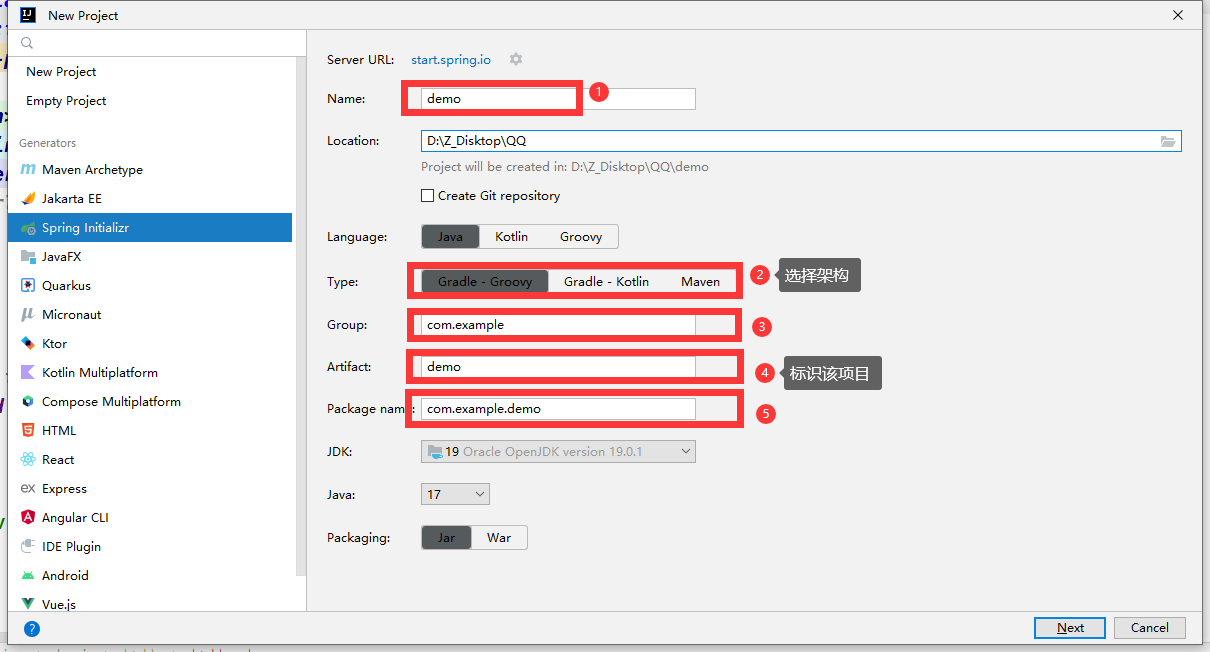 New Project
New Project
Empty Project
Generators
Maven Archetype
Jakarta EE
Spring Initializr
JavaFX
Quarkus
Micronaut
Ktor
Kotlin Multiplatform
Compose Multiplatform
HTML
React
Express
Angular CLI
IDE Plugin
Android
Vue.js
Server URL: start.spring.io
Name: demo 1
Location: D:\Z_Disktop\QQ
Project will be created in: D:\Z_Disktop\QQ\demo
Create Git repository
Language: Java Kotlin Groovy
Type: Gradle - Groovy Gradle - Kotlin Maven 2 选择架构
Group: com.example 3
Artifact: demo 4 标识该项目
Package name: com.example.demo 5
JDK: 19 Oracle OpenJDK version 19.0.1
Java: 17
Packaging: Jar War
? Next Cancel